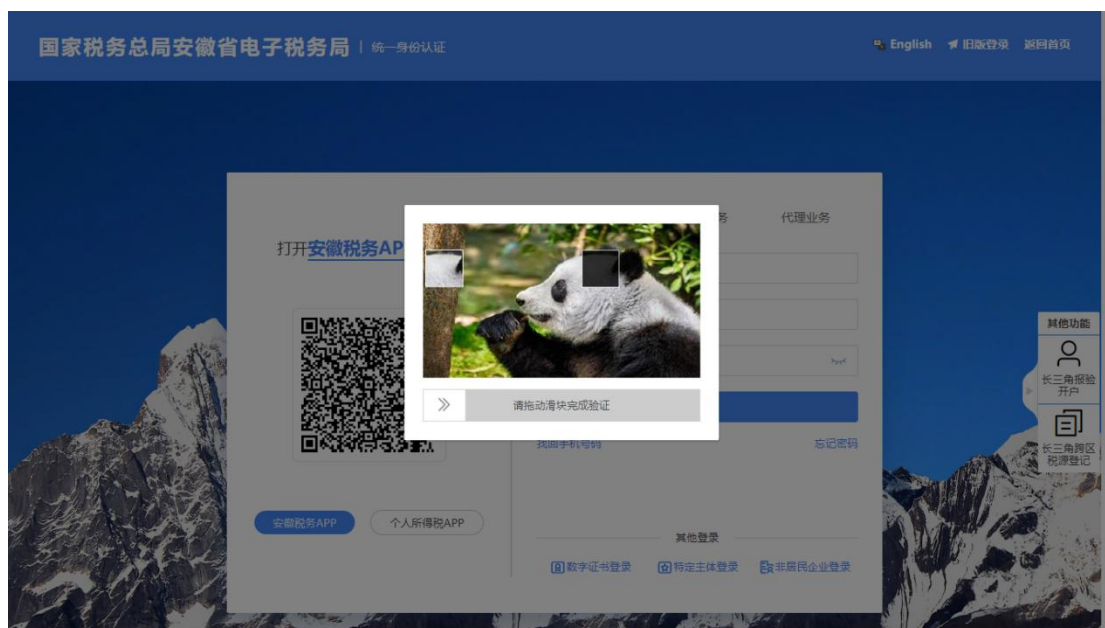 国家税务总局安徽省电子税务局 | 统一身份认证
English 旧版登录 返回首页
务 代理业务
打开安徽税务AP
请拖动滑块完成验证
找回手机号码 忘记密码
安徽税务APP 个人所得税APP
其他登录
数字证书登录 特定主体登录 非居民企业登录
其他功能
长三角报验
开户
长三角跨区
税源登记